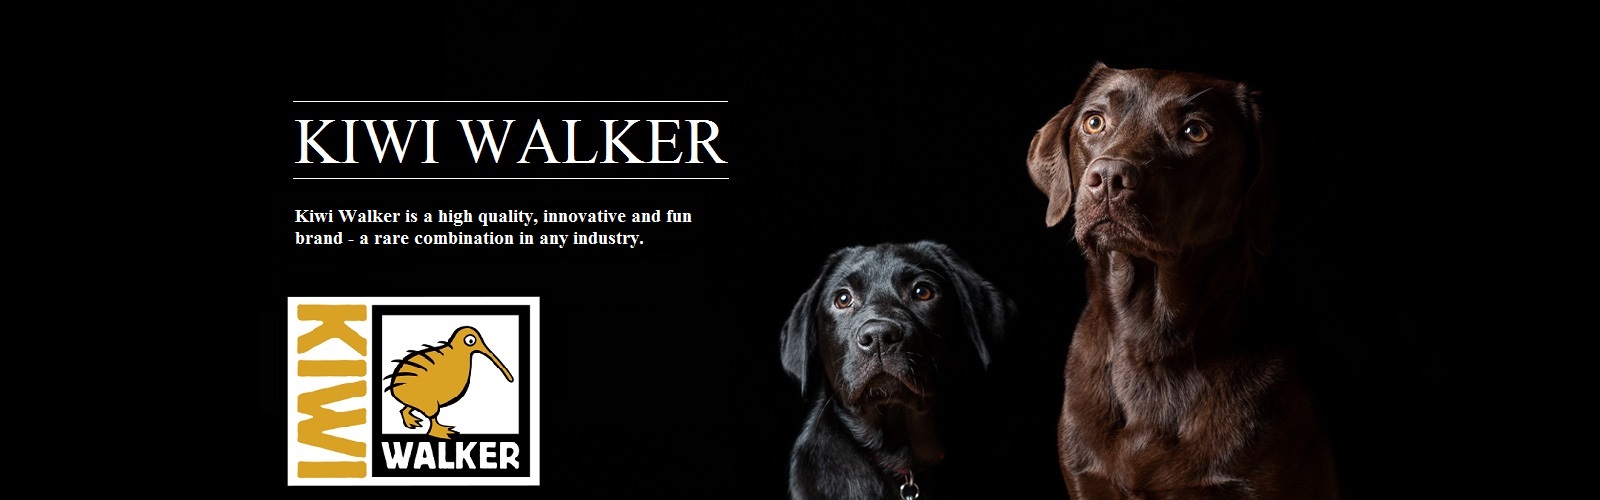 KIWI WALKER
Kiwi Walker is a high quality, innovative and fun
brand - a rare combination in any industry.
KIWI
WALKER